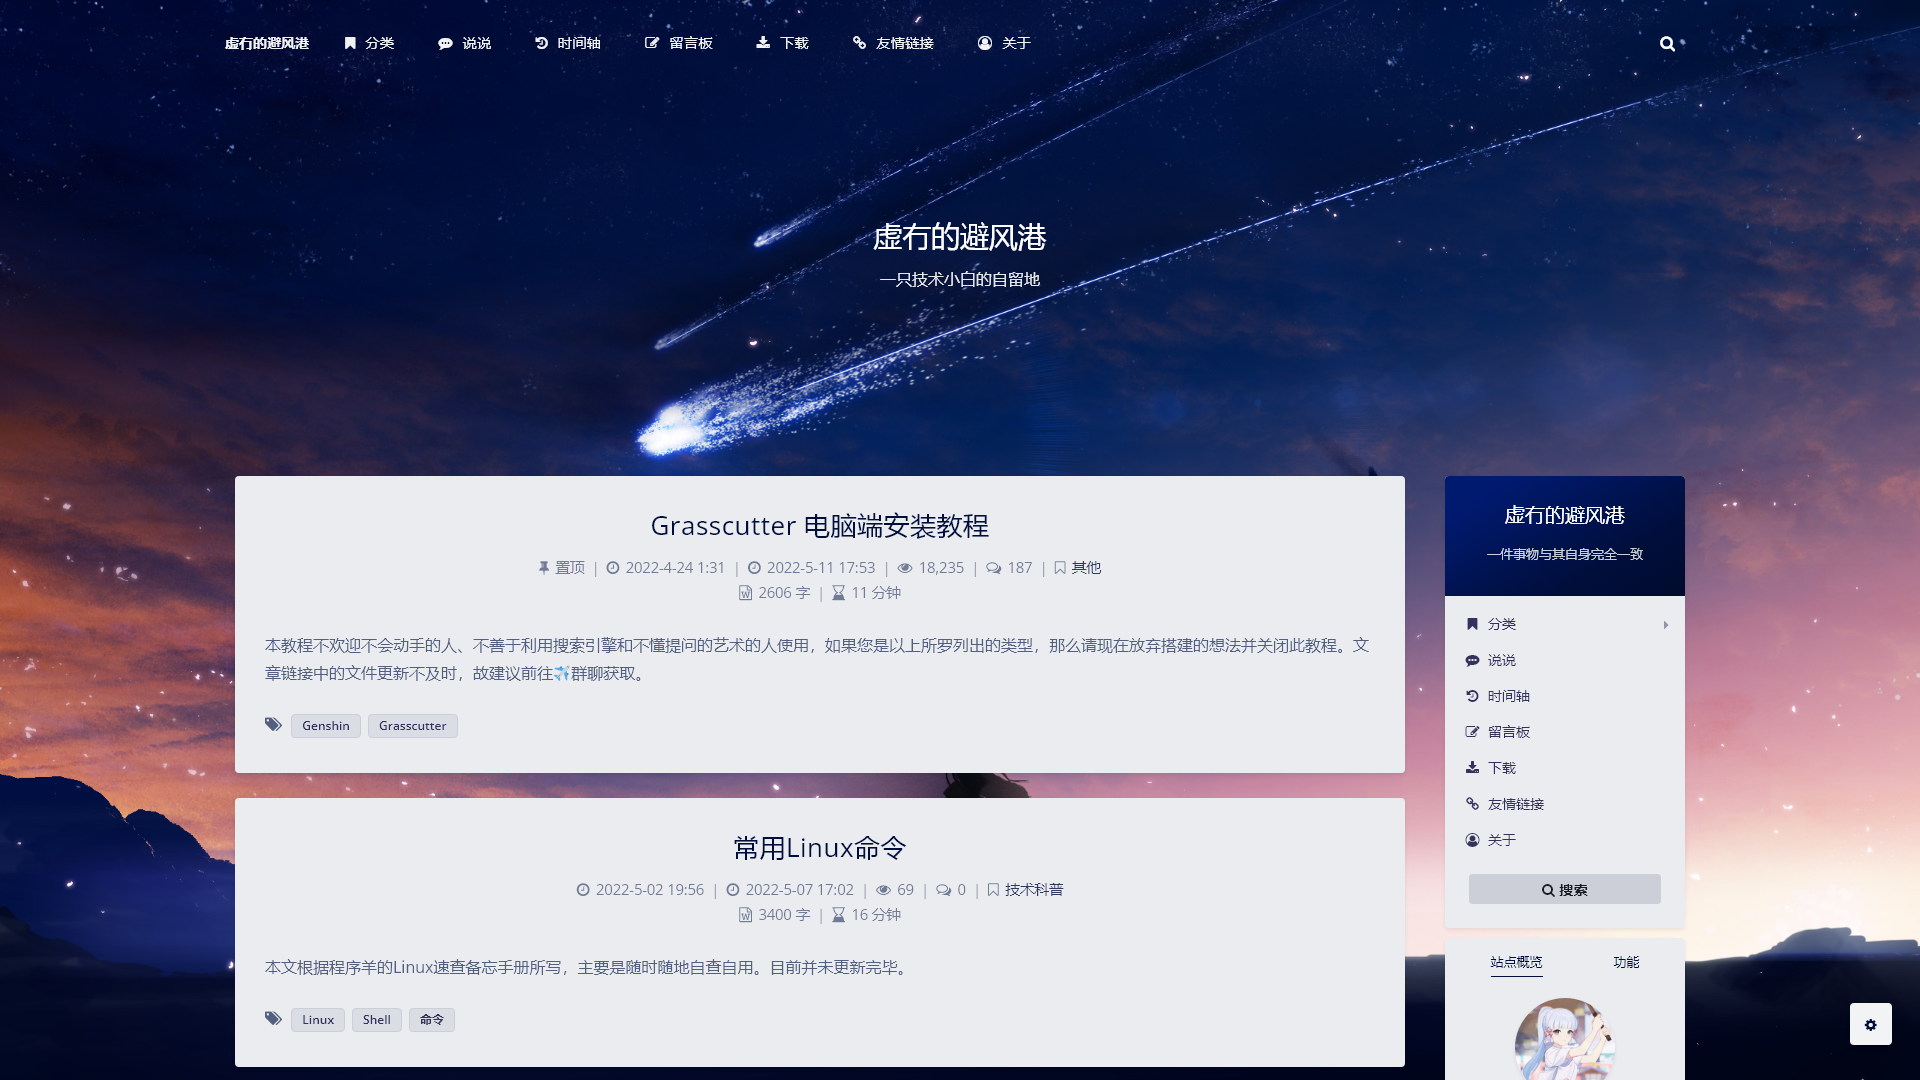 虚冇的避风港 分类 说说 时间轴 留言板 下载 友情链接 关于
虚冇的避风港
一只技术小白的自留地
Grasscutter 电脑端安装教程
置顶 | 2022-4-24 1:31 | 2022-5-11 17:53 | 18,235 | 187 | 其他
2606 字 | 11 分钟
本教程不欢迎不会动手的人、不善于利用搜索引擎和不懂提问的艺术的人使用，如果您是以上所罗列出的类型，那么请现在放弃搭建的想法并关闭此教程。文
章链接中的文件更新不及时，故建议前往✈️群聊获取。
Genshin Grasscutter
常用Linux命令
2022-5-02 19:56 | 2022-5-07 17:02 | 69 | 0 | 技术科普
3400 字 | 16 分钟
本文根据程序羊的Linux速查备忘手册所写，主要是随时随地自查自用。目前并未更新完毕。
Linux Shell 命令
虚冇的避风港
一件事物与其自身完全一致
分类
说说
时间轴
留言板
下载
友情链接
关于
搜索
站点概览 功能